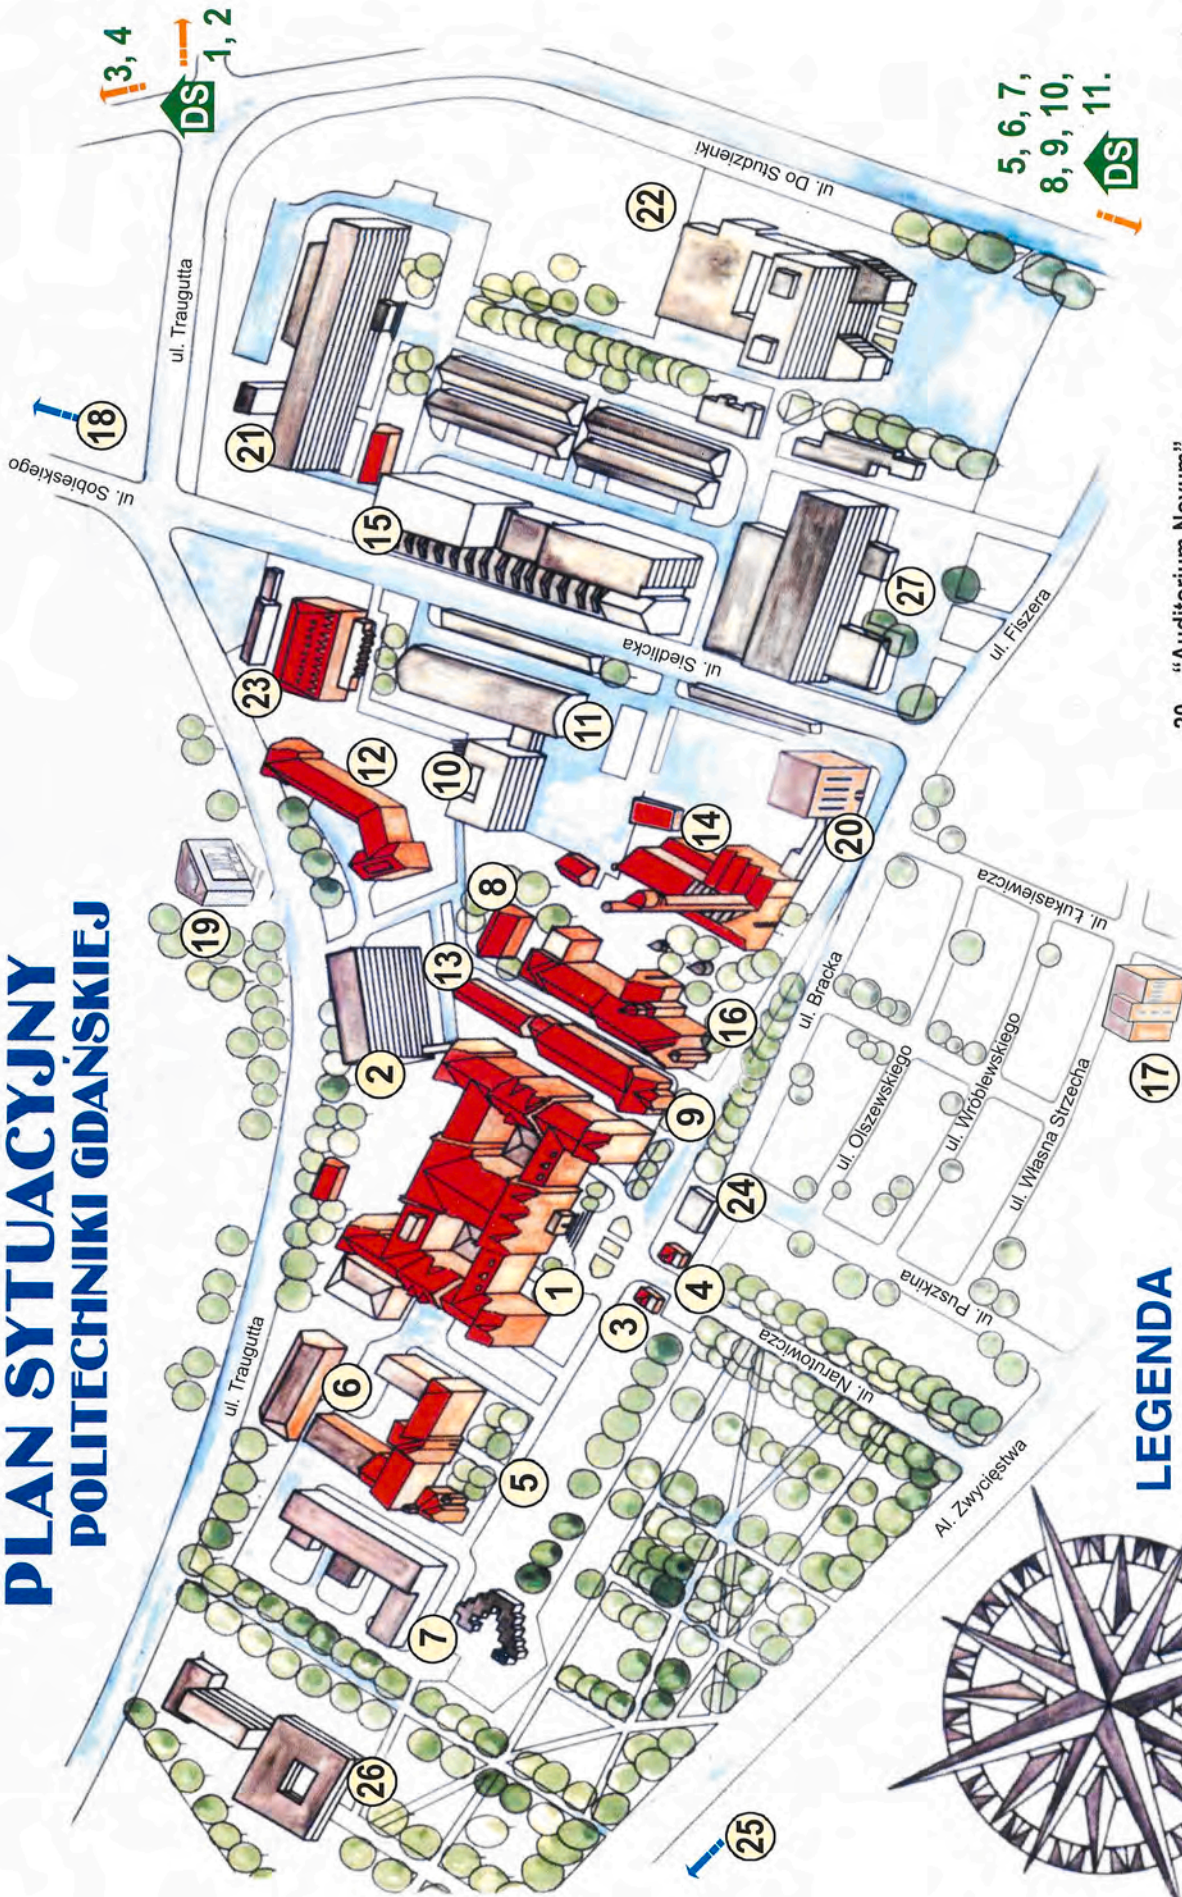 PLAN SYTUACYJNY
POLITECHNIKI GDAŃSKIEJ
ul. Sobieskiego
18
3, 4
DS
1, 2
ul. Traugutta
19
ul. Traugutta
23
21
12
2
26
6
15
13
10
7
8
5
1
11
3
22
ul. Siedlicka
ul. Do Studzienki
9
4
14
16
24
25
20
ul. Narutowicza
ul. Bracka
ul. Olszewskiego
27
ul. Puszkina
ul. Wróblewskiego
Al. Zwycięstwa
ul. Fiszera
ul. Łukasiewicza
ul. Własna Strzecha
5, 6, 7,
8, 9, 10,
DS 11.
17
LEGENDA
20 - “Auditorium Novum”